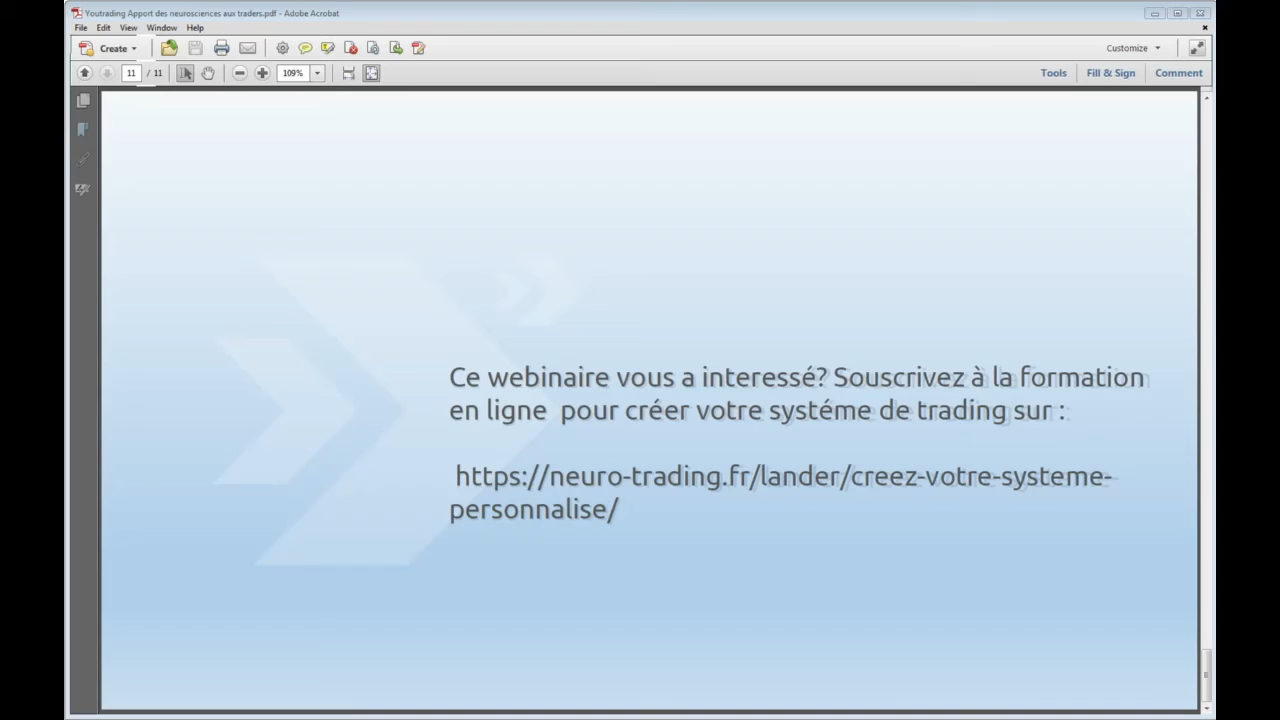 Youtrading Apport des neurosciences aux traders.pdf - Adobe Acrobat
File Edit View Window Help
Create
Customize
11 / 11
109%
Tools Fill & Sign Comment
Ce webinaire vous a interessé? Souscrivez à la formation
en ligne pour créer votre systéme de trading sur :
https://neuro-trading.fr/lander/creez-votre-systeme-
personnalise/